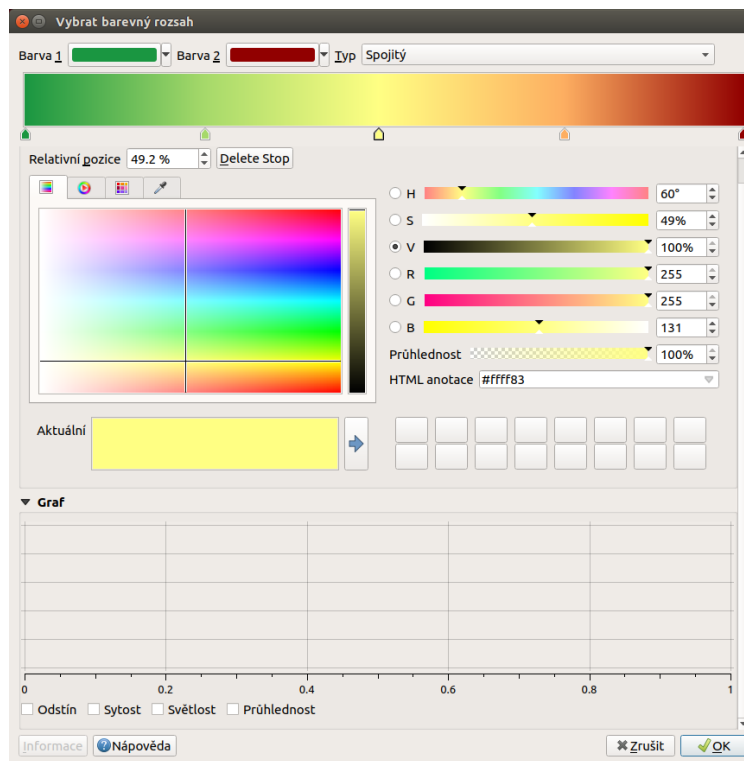 Vybrat barevný rozsah
Barva 1 Barva 2 Typ Spojitý
Relativní pozice 49.2 % Delete Stop
H 60°
S 49%
V 100%
R 255
G 255
B 131
Průhlednost 100%
HTML anotace #ffff83
Aktuální
Graf
0 0.2 0.4 0.6 0.8 1
Odstín Sytost Světlost Průhlednost
Informace Nápověda Zrušit OK